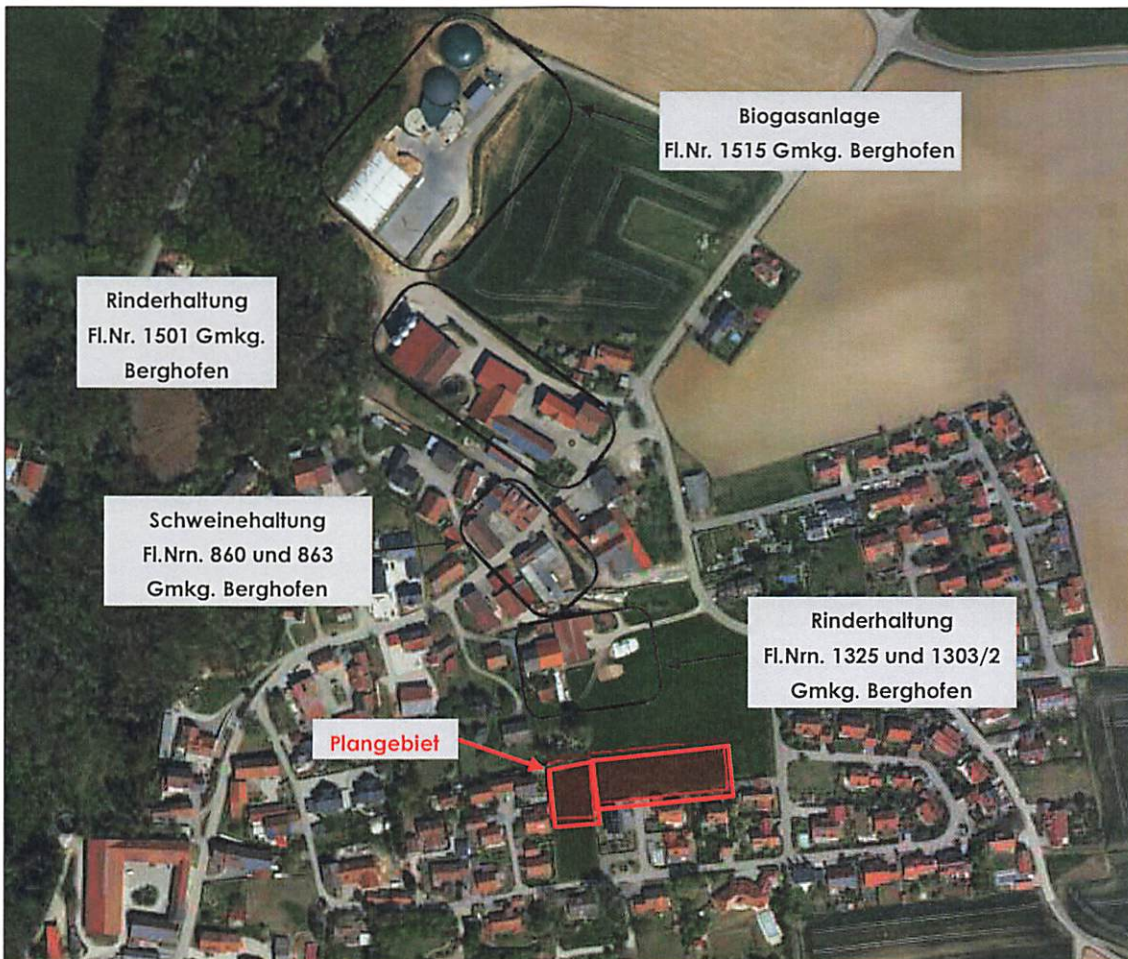 Biogasanlage
Fl.Nr. 1515 Gmkg. Berghofen
Rinderhaltung
Fl.Nr. 1501 Gmkg.
Berghofen
Schweinehaltung
Fl.Nrn. 860 und 863
Gmkg. Berghofen
Rinderhaltung
Fl.Nrn. 1325 und 1303/2
Gmkg. Berghofen
Plangebiet